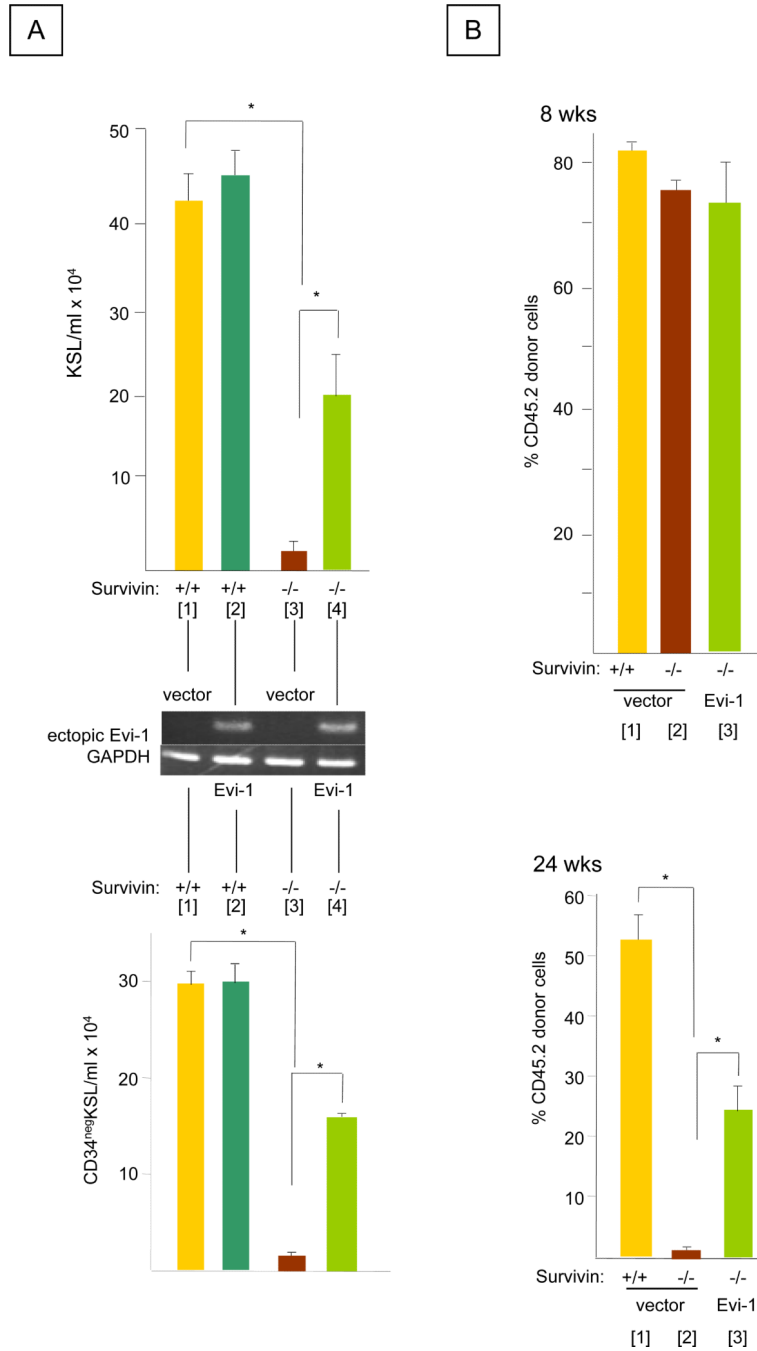 A
*
50
40
30
20
10
KSL/ml x 10⁴
*
Survivin: +/+ +/+ -/- -/-
[1] [2] [3] [4]
vector vector
ectopic Evi-1
GAPDH
Evi-1 Evi-1
Survivin: +/+ +/+ -/- -/-
[1] [2] [3] [4]
*
30
20
10
CD34ⁿᵉᵍKSL/ml x 10⁴
*
B
8 wks
80
60
40
20
% CD45.2 donor cells
Survivin: +/+ -/- -/-
vector Evi-1
[1] [2] [3]
24 wks
60
50
40
30
20
10
% CD45.2 donor cells
*
*
Survivin: +/+ -/- -/-
vector Evi-1
[1] [2] [3]